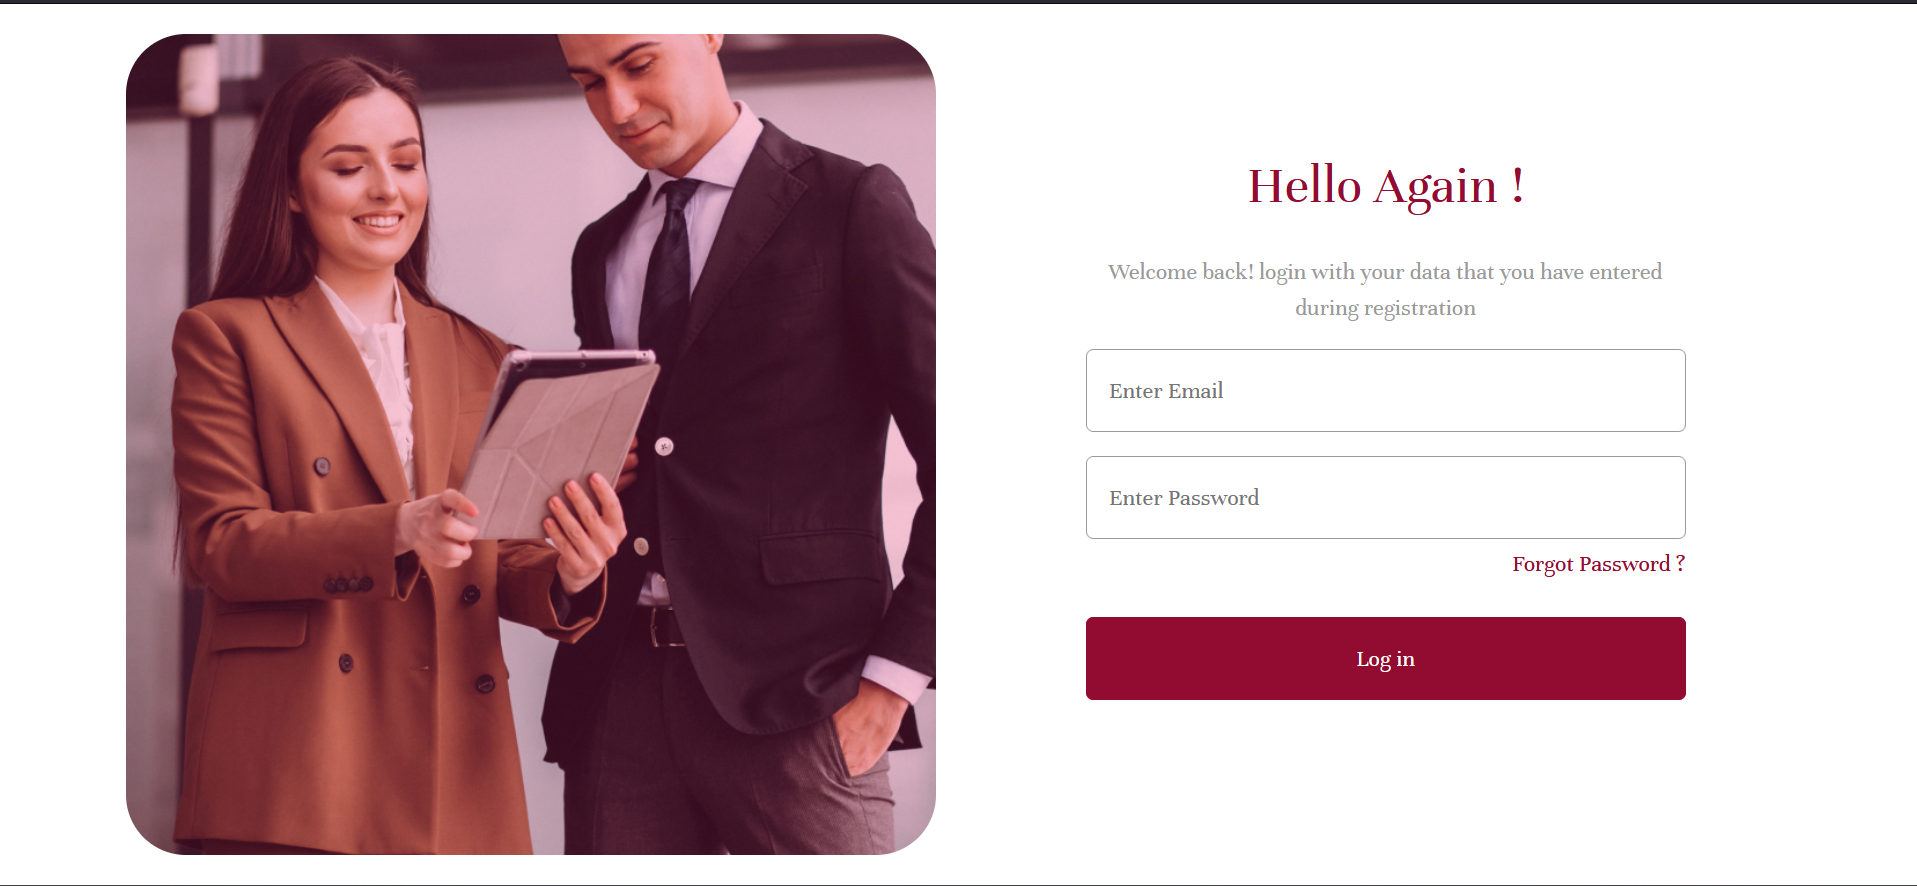 Hello Again !
Welcome back! login with your data that you have entered
during registration
Enter Email
Enter Password
Forgot Password ?
Log in